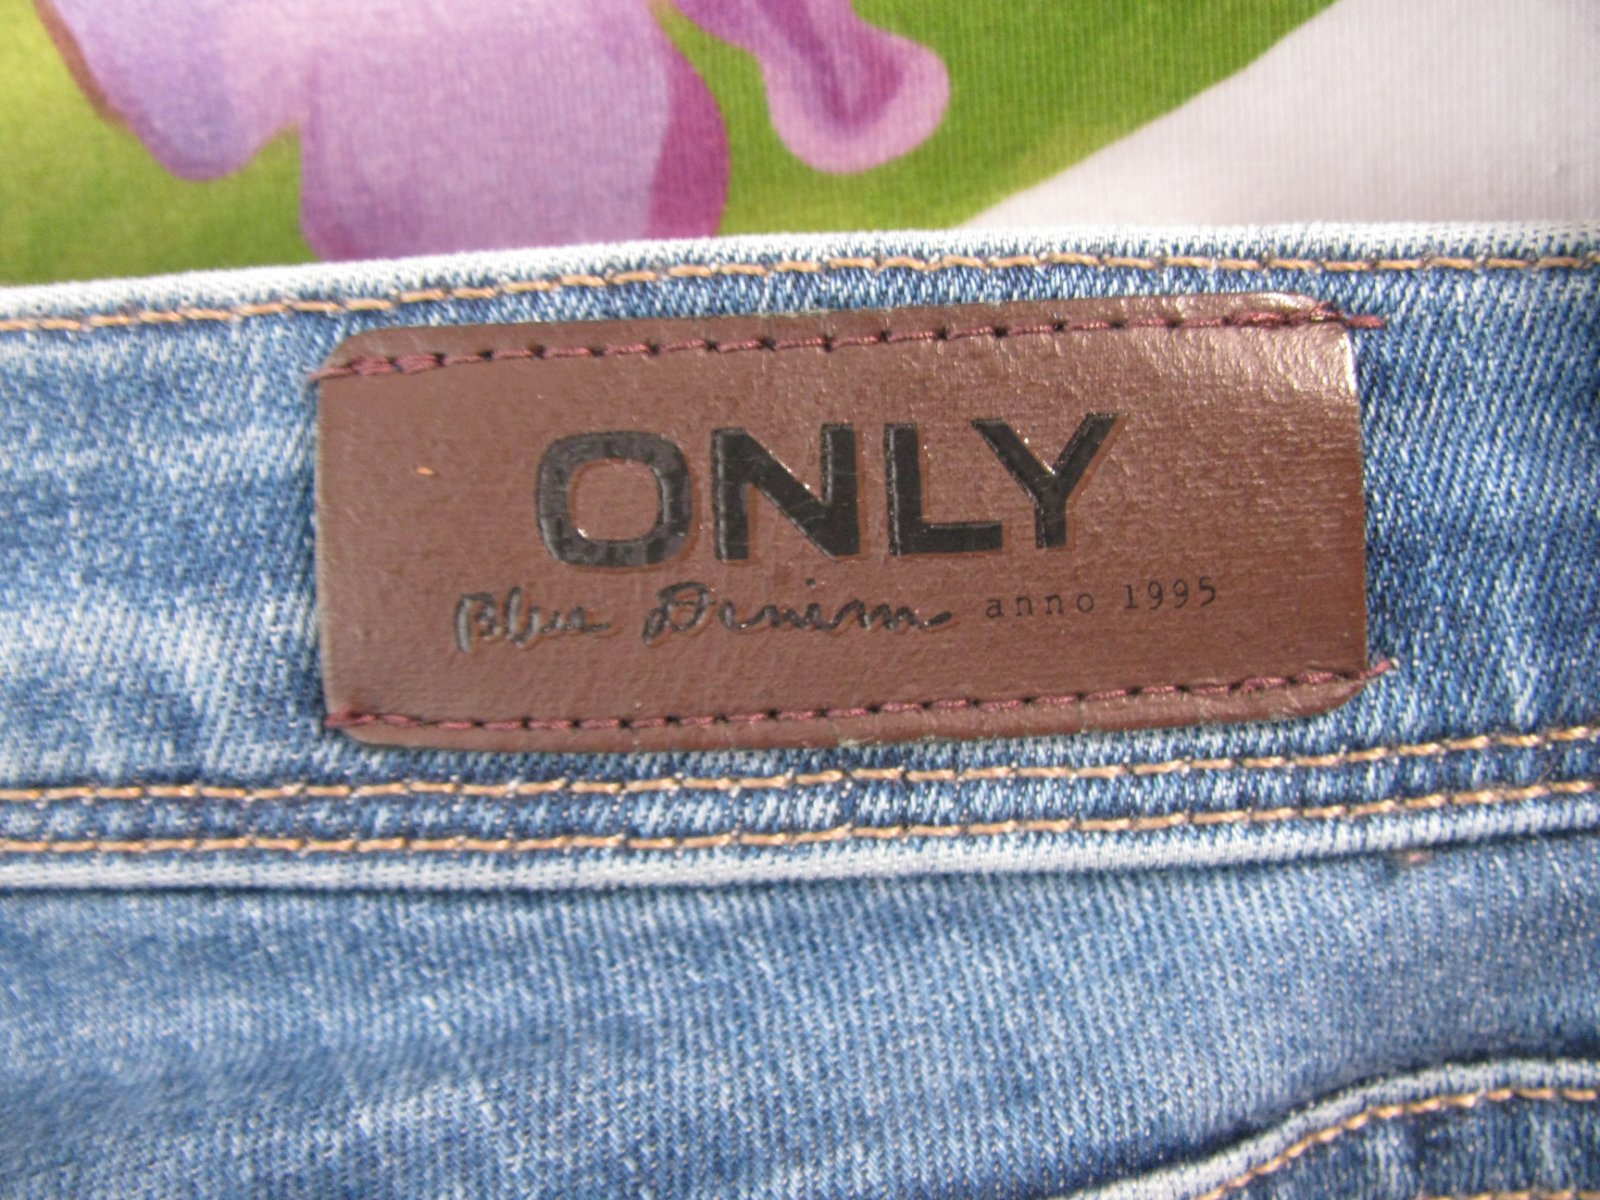 ONLY
Blue Denim anno 1995